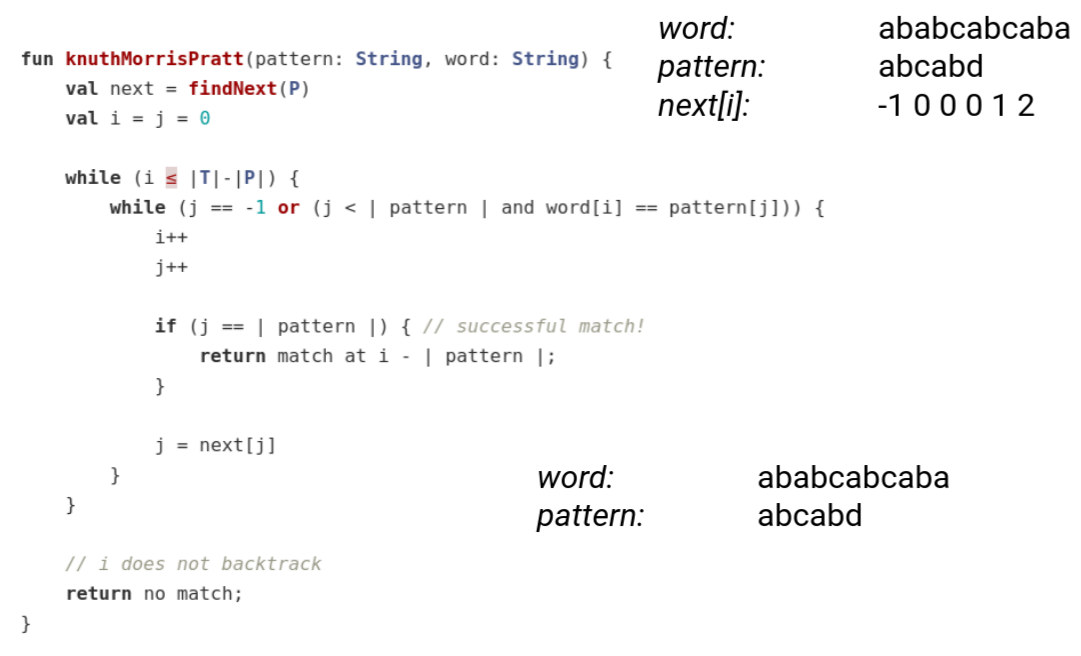 fun knuthMorrisPratt(pattern: String, word: String) {
    val next = findNext(P)
    val i = j = 0
    while (i ≤ |T|-|P|) {
        while (j == -1 or (j < | pattern | and word[i] == pattern[j])) {
            i++
            j++
            if (j == | pattern |) { // successful match!
                return match at i - | pattern |;
            }
            j = next[j]
        }
    }
    // i does not backtrack
    return no match;
}
word: ababcabcaba
pattern: abcabd
next[i]: -1 0 0 0 1 2
word: ababcabcaba
pattern: abcabd